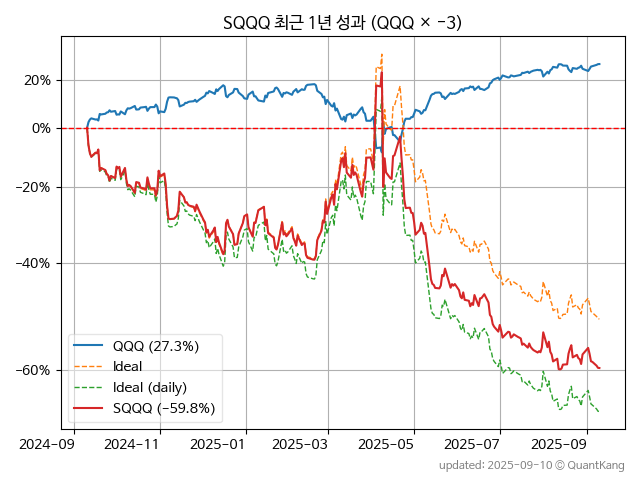 SQQQ 최근 1년 성과 (QQQ × −3)
20%
0%
−20%
−40%
−60%
QQQ (27.3%)
Ideal
Ideal (daily)
SQQQ (−59.8%)
2024-09 2024-11 2025-01 2025-03 2025-05 2025-07 2025-09
updated: 2025-09-10 © QuantKang